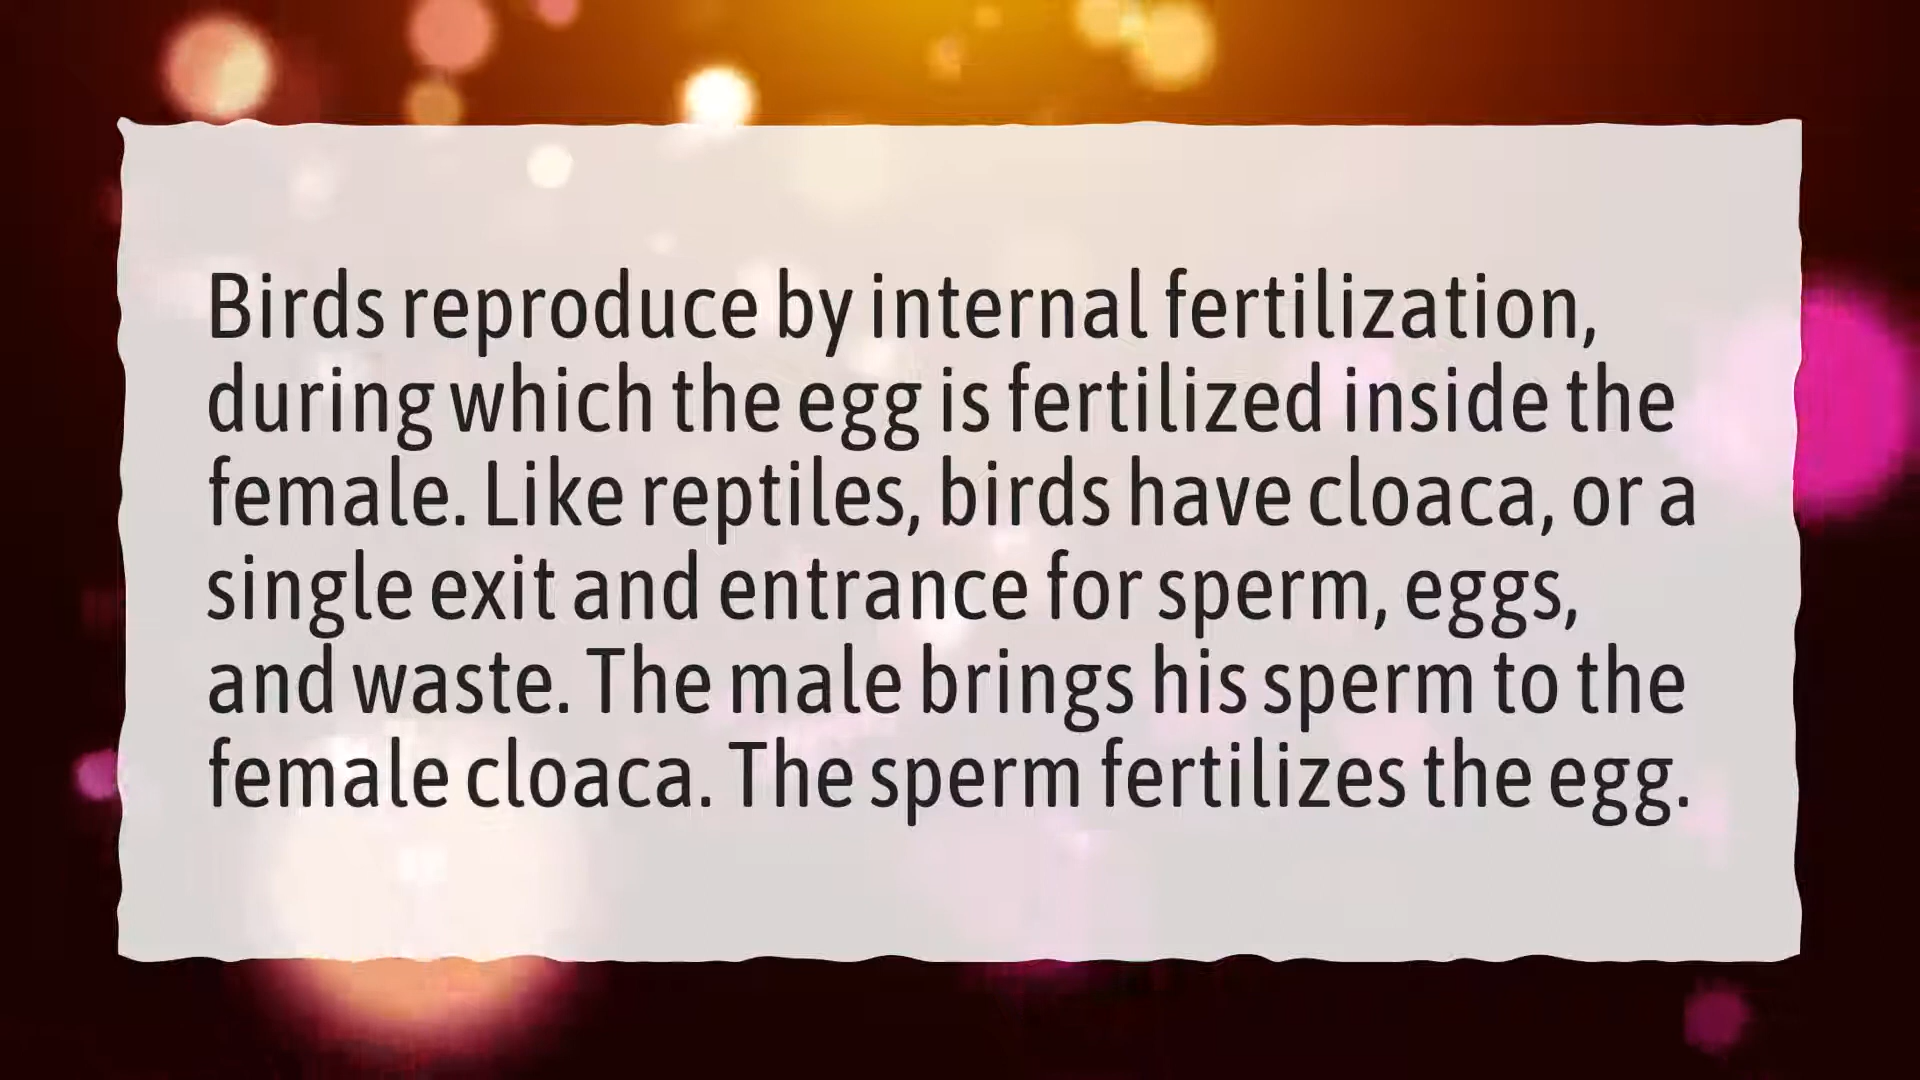 Birds reproduce by internal fertilization,
during which the egg is fertilized inside the
female. Like reptiles, birds have cloaca, or a
single exit and entrance for sperm, eggs,
and waste. The male brings his sperm to the
female cloaca. The sperm fertilizes the egg.